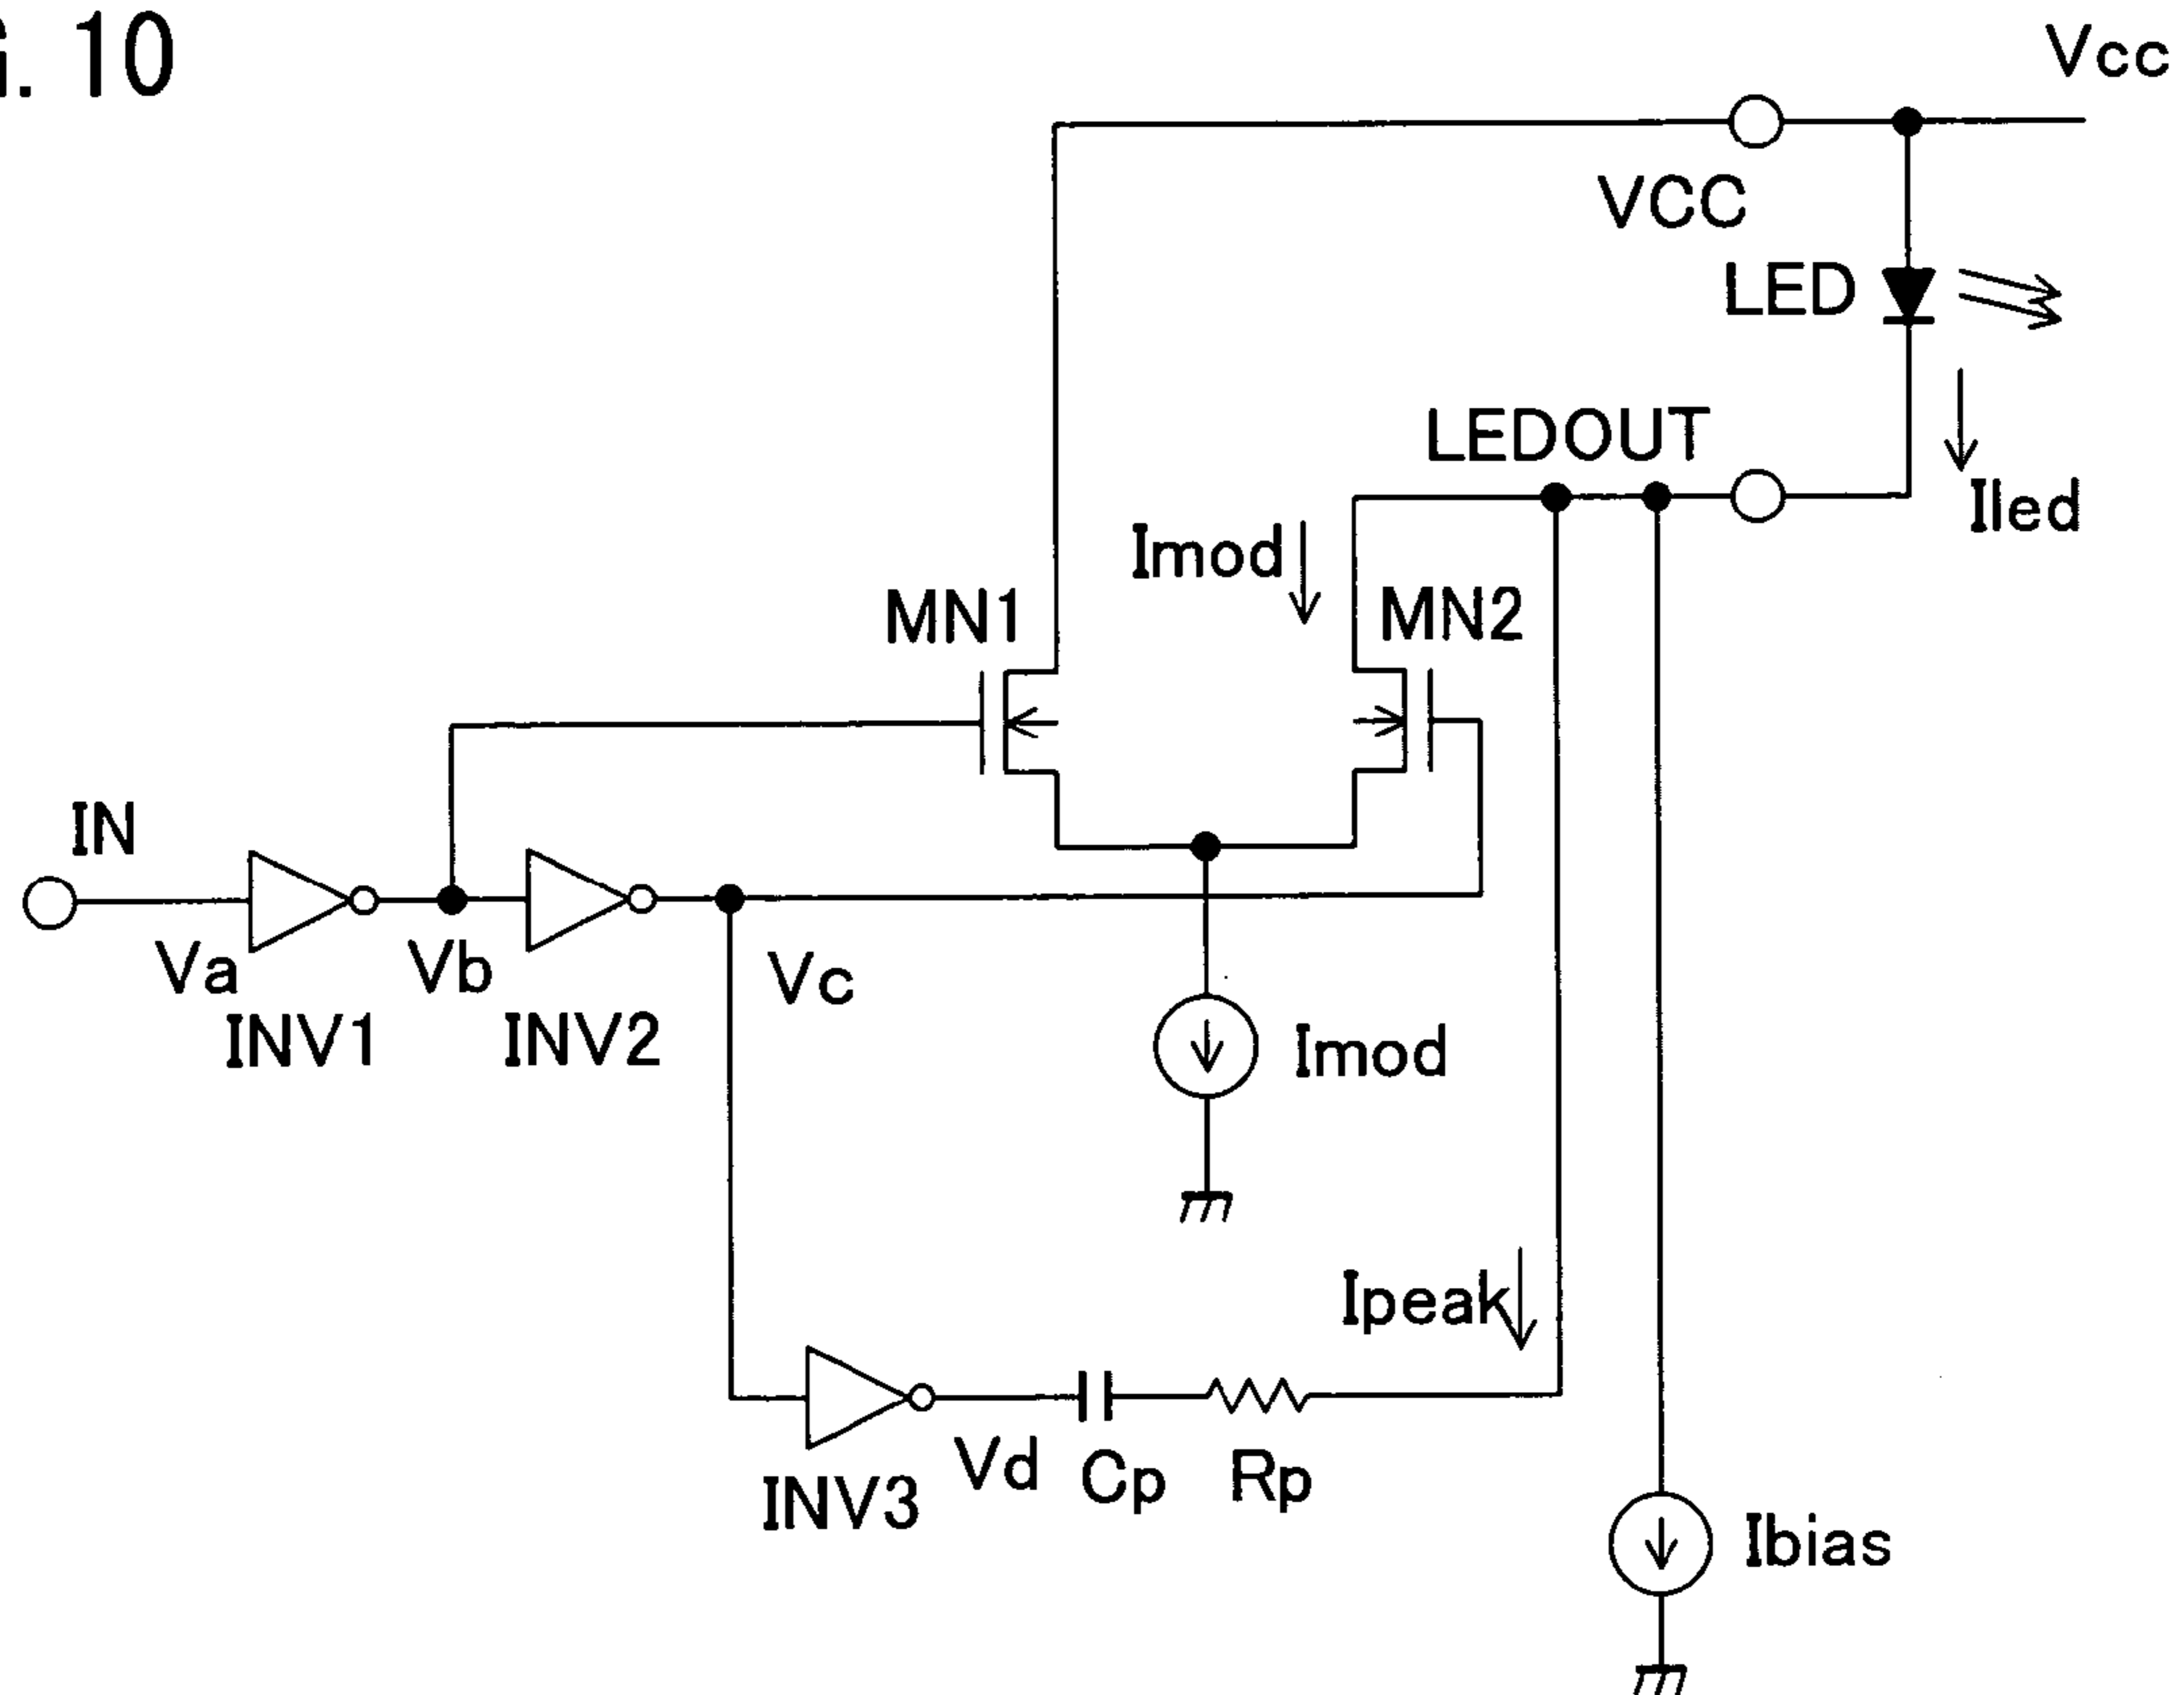 . 10
Vcc
VCC
LED
LEDOUT
Iled
Imod
MN1
MN2
IN
Va
Vb
Vc
INV1
INV2
Imod
Ipeak
Vd
Cp
Rp
INV3
Ibias